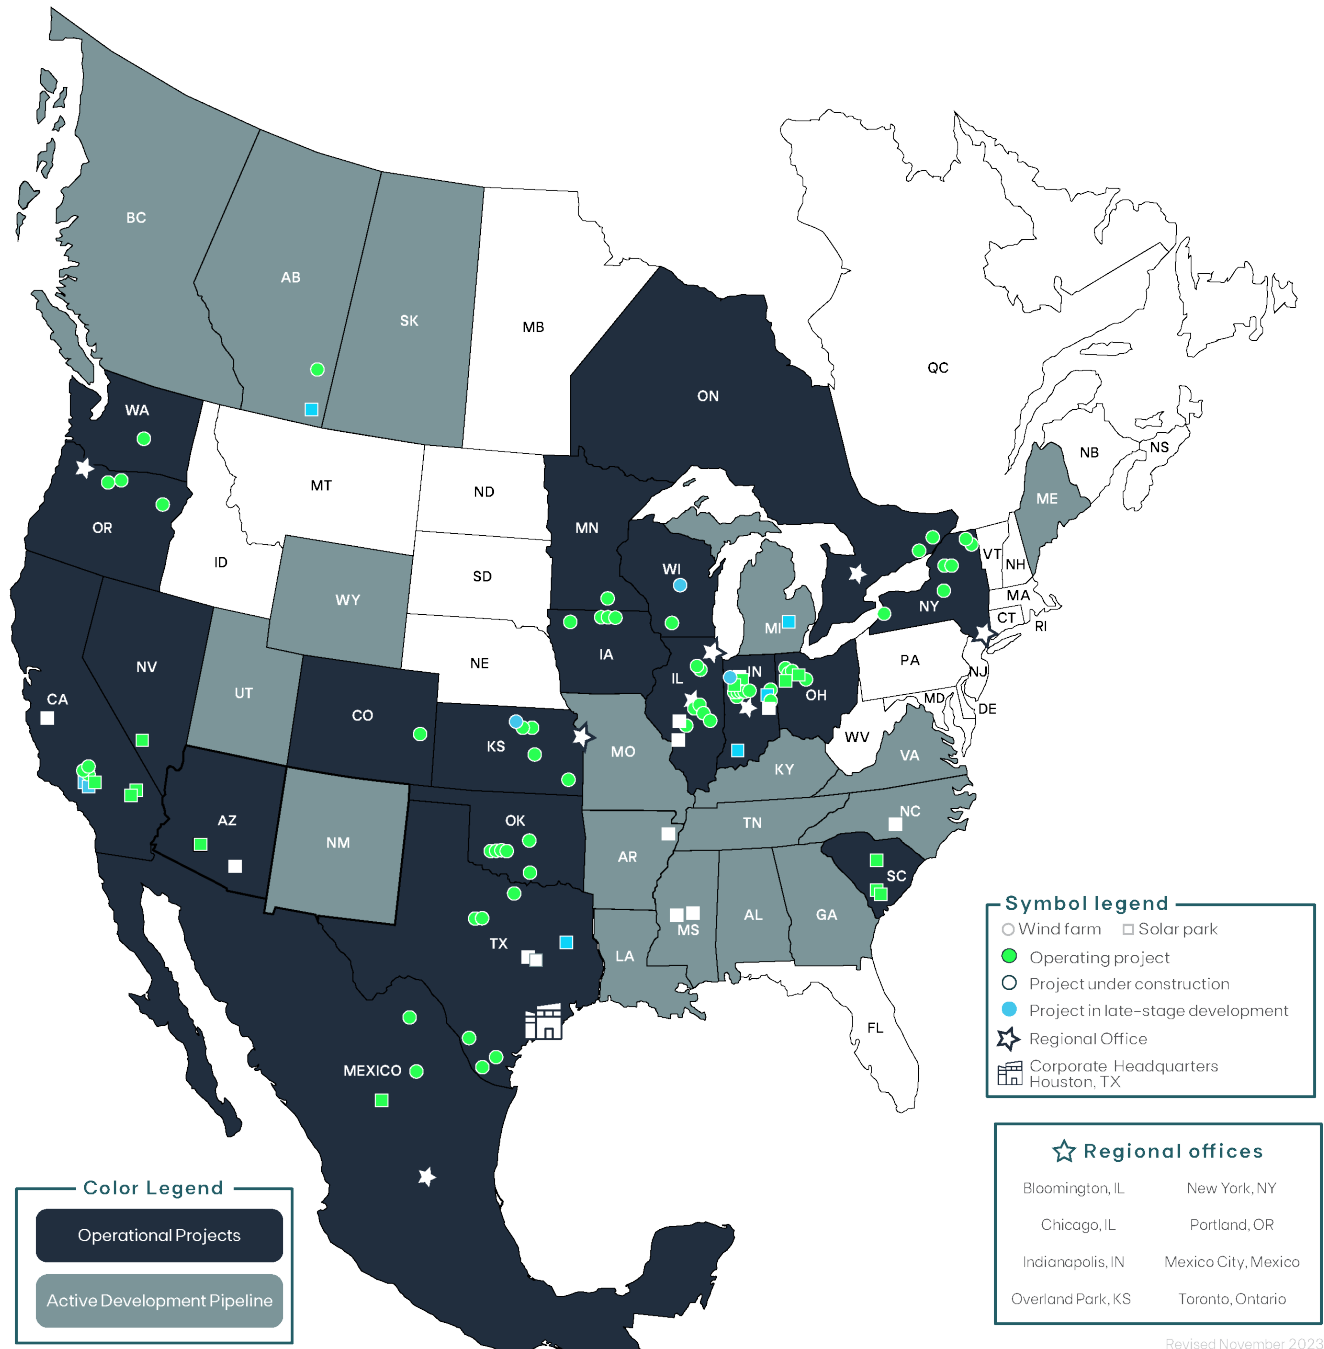 BC
AB
SK
MB
ON
QC
NB
NS
ME
WA
MT
ND
MN
OR
ID
SD
WI
VT
NH
WY
MA
NY
CT
RI
MI
IA
NE
PA
NV
IN
NJ
IL
OH
UT
CA
MD
DE
CO
WV
KS
MO
VA
KY
NC
AZ
OK
TN
NM
AR
SC
TX
MS
AL
GA
LA
FL
MEXICO
Symbol legend
Wind farm Solar park
Operating project
Project under construction
Project in late-stage development
Regional Office
Corporate Headquarters
Houston, TX
Regional offices
Bloomington, IL New York, NY
Chicago, IL Portland, OR
Indianapolis, IN Mexico City, Mexico
Overland Park, KS Toronto, Ontario
Color Legend
Operational Projects
Active Development Pipeline
Revised November 2023